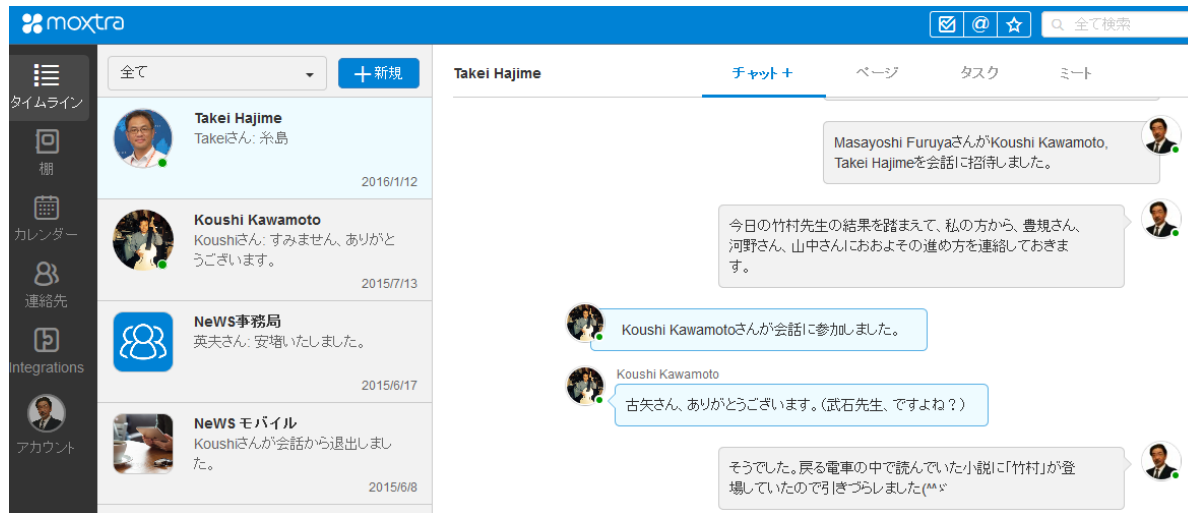 moxtra
@
全て検索
タイムライン
棚
カレンダー
連絡先
Integrations
アカウント
全て
＋新規
Takei Hajime
Takeiさん: 糸島
2016/1/12
Koushi Kawamoto
Koushiさん: すみません、ありがと
うございます。
2015/7/13
NeWS事務局
英夫さん: 安堵いたしました。
2015/6/17
NeWS モバイル
Koushiさんが会話から退出しまし
た。
2015/6/8
Takei Hajime
チャット＋
ページ
タスク
ミート
Masayoshi FuruyaさんがKoushi Kawamoto,
Takei Hajimeを会話に招待しました。
今日の竹村先生の結果を踏まえて、私の方から、豊規さん、
河野さん、山中さんにおおよその進め方を連絡しておきま
す。
Koushi Kawamotoさんが会話に参加しました。
Koushi Kawamoto
古矢さん、ありがとうございます。（武石先生、ですよね？）
そうでした。戻る電車の中で読んでいた小説に「竹村」が登
場していたので引きづらしました(^^ゞ